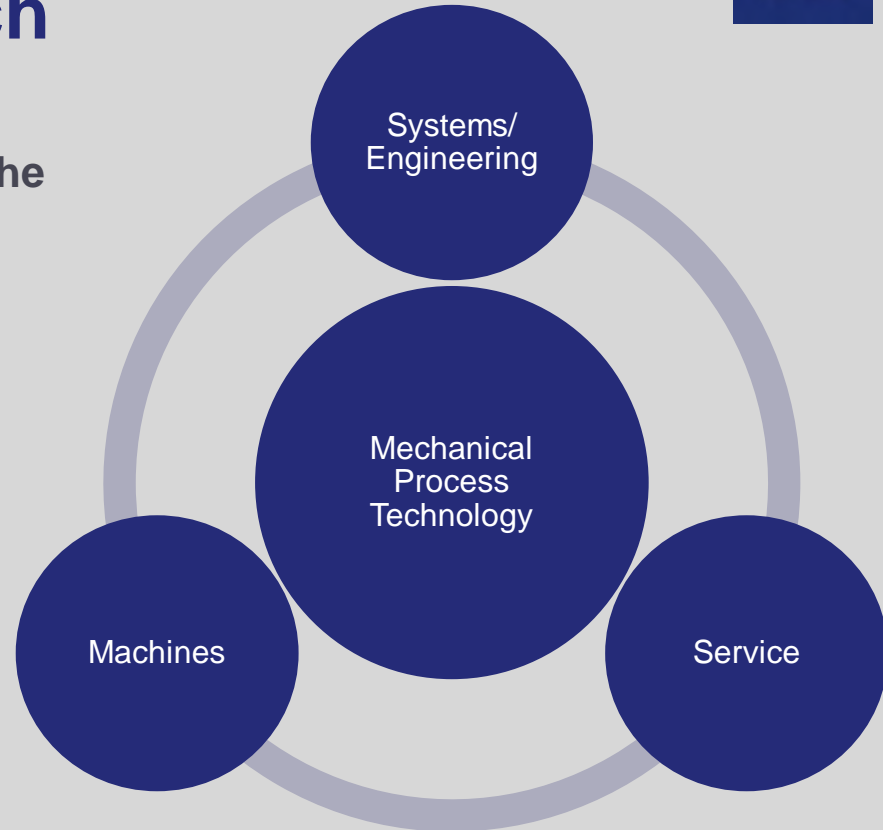 ch
he
Systems/
Engineering
Mechanical
Process
Technology
Machines
Service